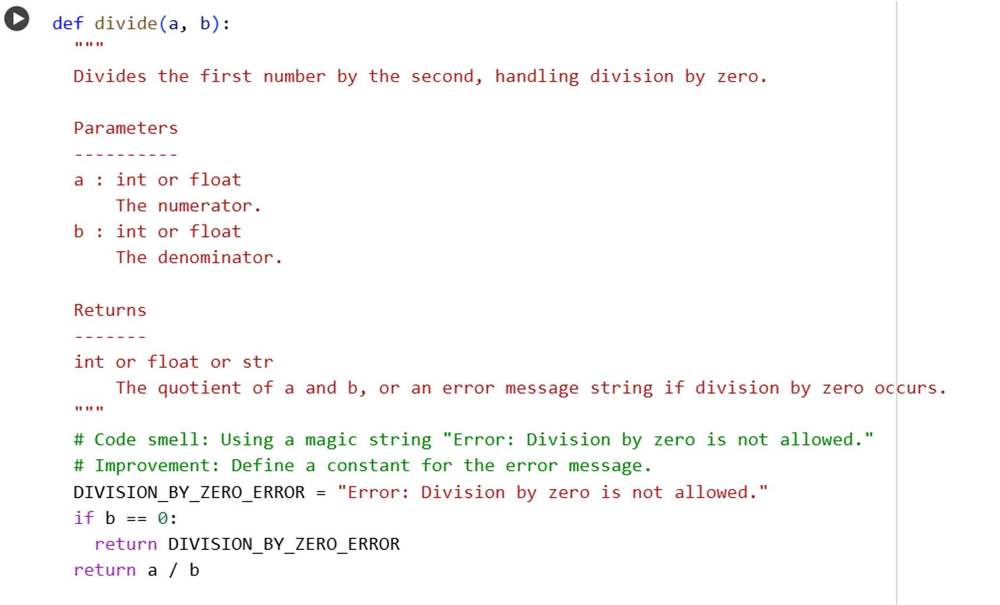 def divide(a, b):
"""
Divides the first number by the second, handling division by zero.
Parameters
----------
a : int or float
The numerator.
b : int or float
The denominator.
Returns
-------
int or float or str
The quotient of a and b, or an error message string if division by zero occurs.
"""
# Code smell: Using a magic string "Error: Division by zero is not allowed."
# Improvement: Define a constant for the error message.
DIVISION_BY_ZERO_ERROR = "Error: Division by zero is not allowed."
if b == 0:
return DIVISION_BY_ZERO_ERROR
return a / b